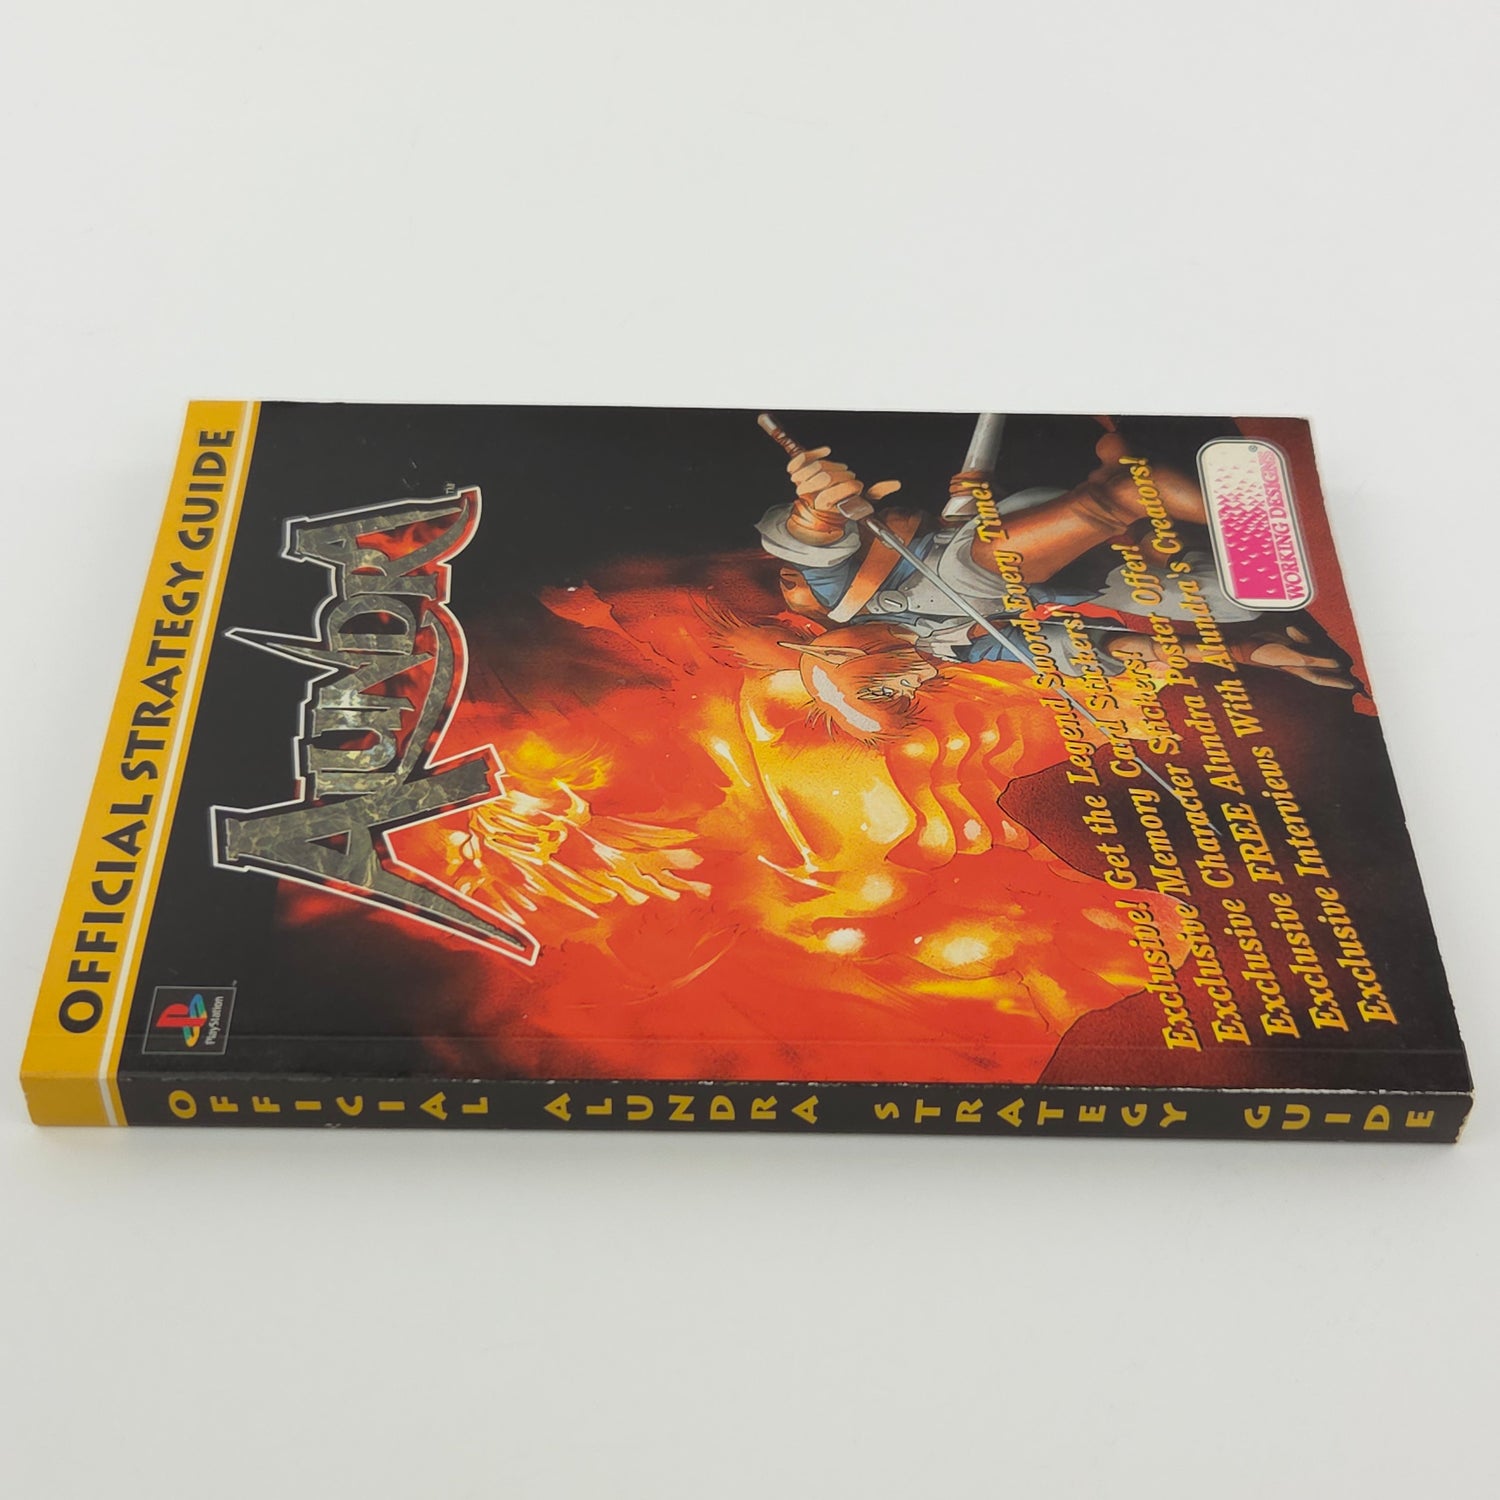 OFFICIAL STRATEGY GUIDE
ALUNDRA™
PlayStation
Exclusive! Get the Legend Sword Every Time!
Exclusive Memory Card Stickers!
Exclusive Character Stickers!
Exclusive FREE Alundra Poster Offer!
Exclusive Interviews With Alundra's Creators!
WORKING DESIGNS®
OFFICIAL ALUNDRA STRATEGY GUIDE